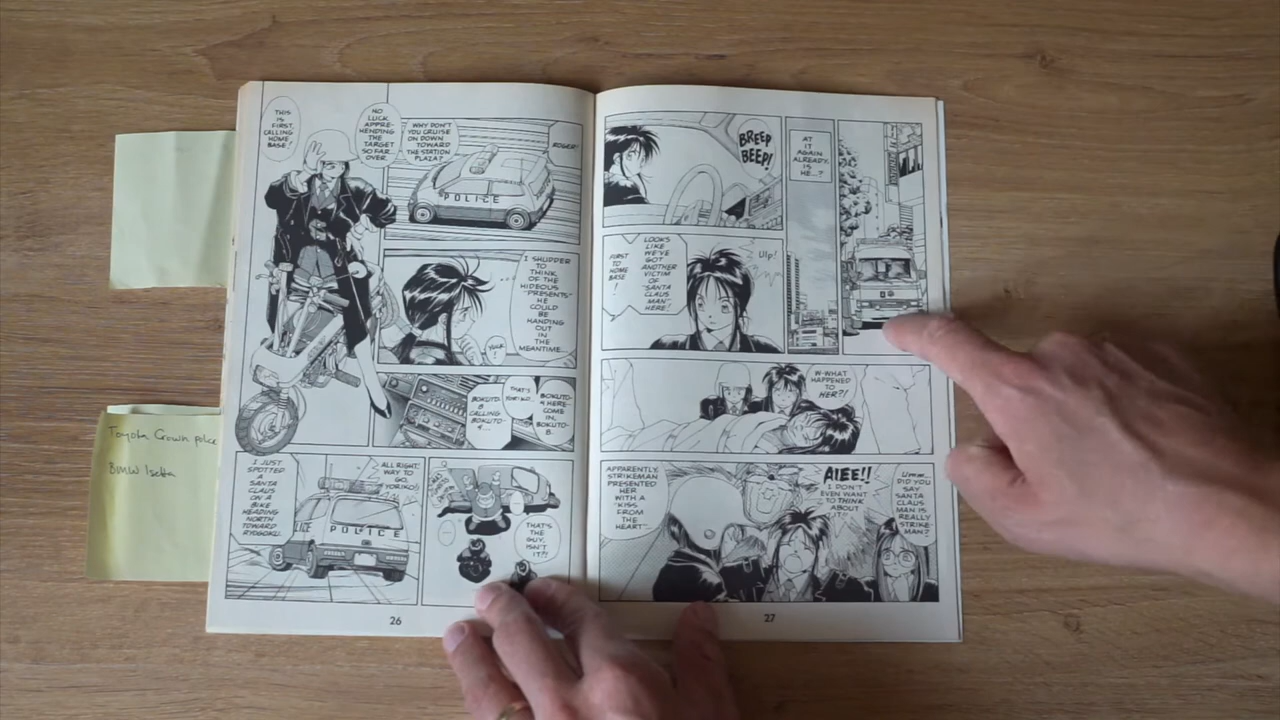 THIS
IS
FIRST,
CALLING
HOME
BASE!
NO
LUCK APPRE-
HENDING
THE
TARGET
SO FAR...
OVER.
WHY DON'T
YOU CRUISE
ON DOWN
TOWARD
THE STATION
PLAZA?
ROGER!
POLICE
I SHUDDER
TO
THINK
OF THE
HIDEOUS
"PRESENTS"
HE
COULD
BE
HANDING
OUT
IN THE
MEANTIME...
YUCK
!
BOKUTO-
8 CALLING
BOKUTO-
4...
THAT'S
YORIKO...
BOKUTO-
4 HERE--
COME
IN,
BOKUTO-
8.
I JUST
SPOTTED
A
SANTA
CLAUS
ON A
BIKE
HEADING
NORTH
TOWARD
RYOGOKU.
ALL RIGHT,
WAY TO
GO,
YORIKO!
POLICE
THAT'S
THE
GUY,
ISN'T
IT?!
26
BREEP
BEEP!
AT
IT
AGAIN
ALREADY,
IS
HE...?
FIRST
TO
HOME
BASE
!
LOOKS
LIKE
WE'VE
GOT
ANOTHER
VICTIM
OF
"SANTA
CLAUS
MAN"
HERE!
Ulp!
W-WHAT
HAPPENED
TO
HER?!
APPARENTLY,
STRIKEMAN
PRESENTED
HER
WITH A
"KISS
FROM
THE
HEART"...
AIEE!!
I DON'T
EVEN WANT
TO THINK
ABOUT
IT!!
Umm,
DID YOU
SAY
SANTA
CLAUS
MAN IS
REALLY
STRIKE-
MAN?
27
Toyota Crown police
BMW Isetta